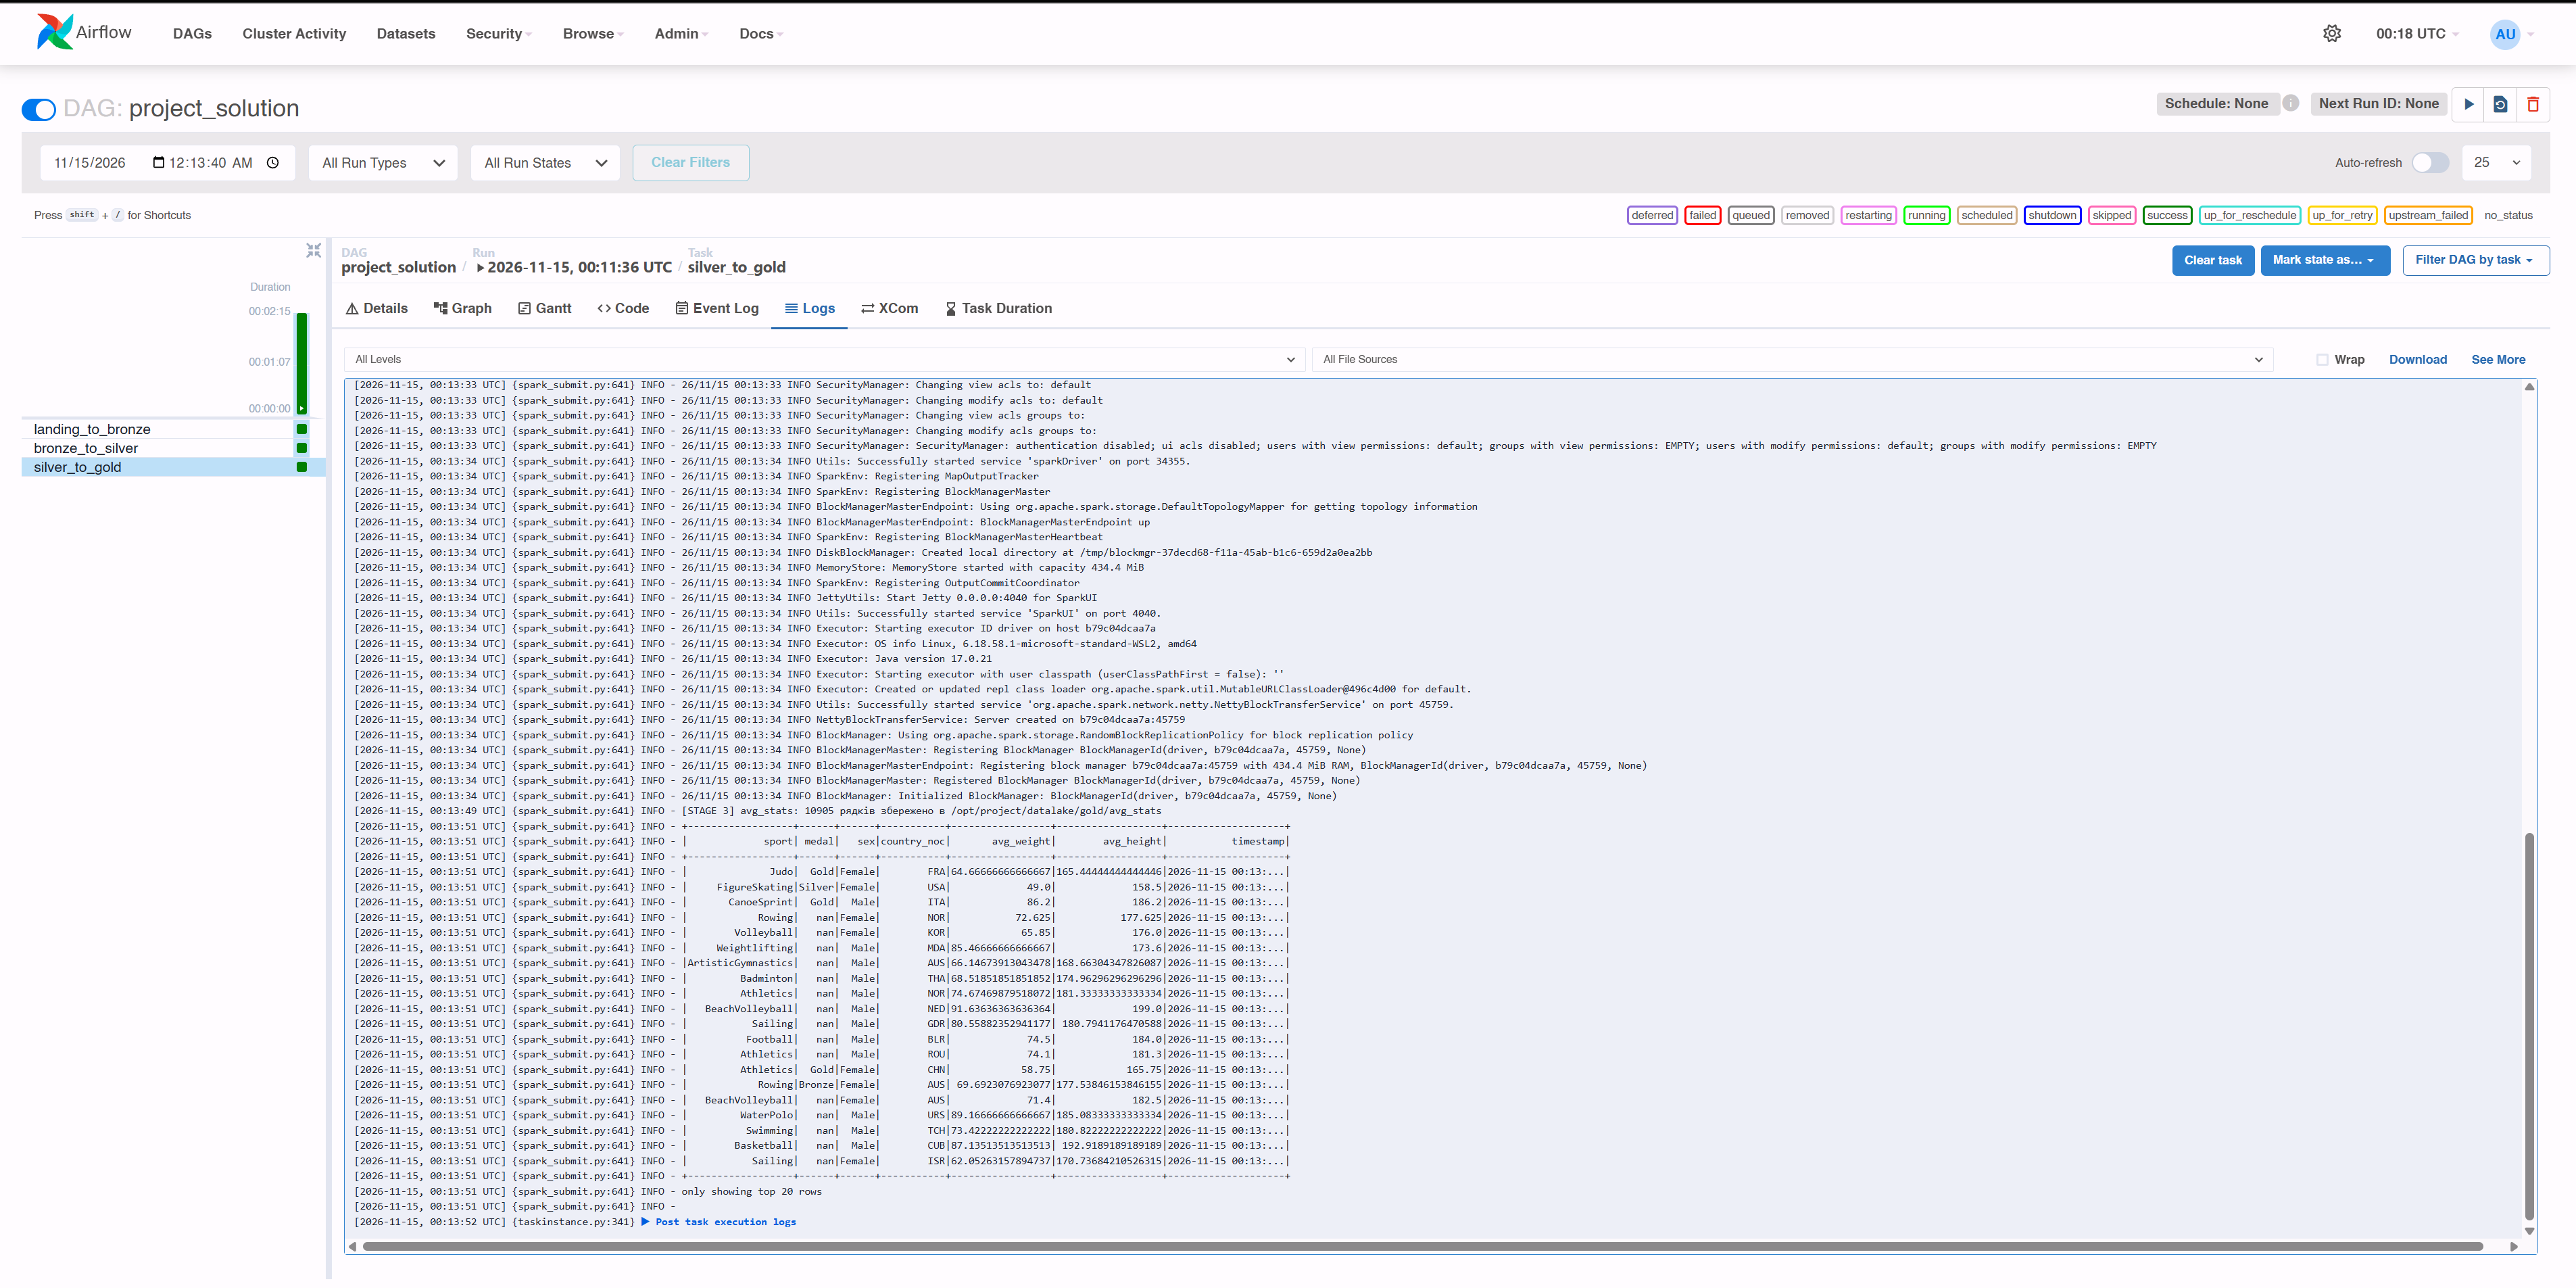 Airflow DAGs Cluster Activity Datasets Security Browse Admin Docs 00:18 UTC AU
DAG: project_solution Schedule: None Next Run ID: None
11/15/2026 12:13:40 AM All Run Types All Run States Clear Filters Auto-refresh 25
Press shift + / for Shortcuts deferred failed queued removed restarting running scheduled shutdown skipped success up_for_reschedule up_for_retry upstream_failed no_status
DAG Run Task
project_solution / 2026-11-15, 00:11:36 UTC / silver_to_gold Clear task Mark state as... Filter DAG by task
Duration
00:02:15
00:01:07
00:00:00
landing_to_bronze
bronze_to_silver
silver_to_gold
Details Graph Gantt Code Event Log Logs XCom Task Duration
All Levels All File Sources Wrap Download See More
[2026-11-15, 00:13:33 UTC] {spark_submit.py:641} INFO - 26/11/15 00:13:33 INFO SecurityManager: Changing view acls to: default
[2026-11-15, 00:13:33 UTC] {spark_submit.py:641} INFO - 26/11/15 00:13:33 INFO SecurityManager: Changing modify acls to: default
[2026-11-15, 00:13:33 UTC] {spark_submit.py:641} INFO - 26/11/15 00:13:33 INFO SecurityManager: Changing view acls groups to:
[2026-11-15, 00:13:33 UTC] {spark_submit.py:641} INFO - 26/11/15 00:13:33 INFO SecurityManager: Changing modify acls groups to:
[2026-11-15, 00:13:33 UTC] {spark_submit.py:641} INFO - 26/11/15 00:13:33 INFO SecurityManager: SecurityManager: authentication disabled; ui acls disabled; users with view permissions: default; groups with view permissions: EMPTY; users with modify permissions: default; groups with modify permissions: EMPTY
[2026-11-15, 00:13:34 UTC] {spark_submit.py:641} INFO - 26/11/15 00:13:34 INFO Utils: Successfully started service 'sparkDriver' on port 34355.
[2026-11-15, 00:13:34 UTC] {spark_submit.py:641} INFO - 26/11/15 00:13:34 INFO SparkEnv: Registering MapOutputTracker
[2026-11-15, 00:13:34 UTC] {spark_submit.py:641} INFO - 26/11/15 00:13:34 INFO SparkEnv: Registering BlockManagerMaster
[2026-11-15, 00:13:34 UTC] {spark_submit.py:641} INFO - 26/11/15 00:13:34 INFO BlockManagerMasterEndpoint: Using org.apache.spark.storage.DefaultTopologyMapper for getting topology information
[2026-11-15, 00:13:34 UTC] {spark_submit.py:641} INFO - 26/11/15 00:13:34 INFO BlockManagerMasterEndpoint: BlockManagerMasterEndpoint up
[2026-11-15, 00:13:34 UTC] {spark_submit.py:641} INFO - 26/11/15 00:13:34 INFO SparkEnv: Registering BlockManagerMasterHeartbeat
[2026-11-15, 00:13:34 UTC] {spark_submit.py:641} INFO - 26/11/15 00:13:34 INFO DiskBlockManager: Created local directory at /tmp/blockmgr-37decd68-f11a-45ab-b1c6-659d2a0ea2bb
[2026-11-15, 00:13:34 UTC] {spark_submit.py:641} INFO - 26/11/15 00:13:34 INFO MemoryStore: MemoryStore started with capacity 434.4 MiB
[2026-11-15, 00:13:34 UTC] {spark_submit.py:641} INFO - 26/11/15 00:13:34 INFO SparkEnv: Registering OutputCommitCoordinator
[2026-11-15, 00:13:34 UTC] {spark_submit.py:641} INFO - 26/11/15 00:13:34 INFO JettyUtils: Start Jetty 0.0.0.0:4040 for SparkUI
[2026-11-15, 00:13:34 UTC] {spark_submit.py:641} INFO - 26/11/15 00:13:34 INFO Utils: Successfully started service 'SparkUI' on port 4040.
[2026-11-15, 00:13:34 UTC] {spark_submit.py:641} INFO - 26/11/15 00:13:34 INFO Executor: Starting executor ID driver on host b79c04dcaa7a
[2026-11-15, 00:13:34 UTC] {spark_submit.py:641} INFO - 26/11/15 00:13:34 INFO Executor: OS info Linux, 6.18.58.1-microsoft-standard-WSL2, amd64
[2026-11-15, 00:13:34 UTC] {spark_submit.py:641} INFO - 26/11/15 00:13:34 INFO Executor: Java version 17.0.21
[2026-11-15, 00:13:34 UTC] {spark_submit.py:641} INFO - 26/11/15 00:13:34 INFO Executor: Starting executor with user classpath (userClassPathFirst = false): ''
[2026-11-15, 00:13:34 UTC] {spark_submit.py:641} INFO - 26/11/15 00:13:34 INFO Executor: Created or updated repl class loader org.apache.spark.util.MutableURLClassLoader@496c4d00 for default.
[2026-11-15, 00:13:34 UTC] {spark_submit.py:641} INFO - 26/11/15 00:13:34 INFO Utils: Successfully started service 'org.apache.spark.network.netty.NettyBlockTransferService' on port 45759.
[2026-11-15, 00:13:34 UTC] {spark_submit.py:641} INFO - 26/11/15 00:13:34 INFO NettyBlockTransferService: Server created on b79c04dcaa7a:45759
[2026-11-15, 00:13:34 UTC] {spark_submit.py:641} INFO - 26/11/15 00:13:34 INFO BlockManager: Using org.apache.spark.storage.RandomBlockReplicationPolicy for block replication policy
[2026-11-15, 00:13:34 UTC] {spark_submit.py:641} INFO - 26/11/15 00:13:34 INFO BlockManagerMaster: Registering BlockManager BlockManagerId(driver, b79c04dcaa7a, 45759, None)
[2026-11-15, 00:13:34 UTC] {spark_submit.py:641} INFO - 26/11/15 00:13:34 INFO BlockManagerMasterEndpoint: Registering block manager b79c04dcaa7a:45759 with 434.4 MiB RAM, BlockManagerId(driver, b79c04dcaa7a, 45759, None)
[2026-11-15, 00:13:34 UTC] {spark_submit.py:641} INFO - 26/11/15 00:13:34 INFO BlockManagerMaster: Registered BlockManager BlockManagerId(driver, b79c04dcaa7a, 45759, None)
[2026-11-15, 00:13:34 UTC] {spark_submit.py:641} INFO - 26/11/15 00:13:34 INFO BlockManager: Initialized BlockManager: BlockManagerId(driver, b79c04dcaa7a, 45759, None)
[2026-11-15, 00:13:49 UTC] {spark_submit.py:641} INFO - [STAGE 3] avg_stats: 10905 рядків збережено в /opt/project/datalake/gold/avg_stats
[2026-11-15, 00:13:51 UTC] {spark_submit.py:641} INFO - +------------------+------+------+-----------+-----------------+------------------+--------------------+
[2026-11-15, 00:13:51 UTC] {spark_submit.py:641} INFO - |             sport| medal|   sex|country_noc|       avg_weight|        avg_height|           timestamp|
[2026-11-15, 00:13:51 UTC] {spark_submit.py:641} INFO - +------------------+------+------+-----------+-----------------+------------------+--------------------+
[2026-11-15, 00:13:51 UTC] {spark_submit.py:641} INFO - |              Judo|  Gold|Female|        FRA|64.66666666666667|165.44444444444446|2026-11-15 00:13:...|
[2026-11-15, 00:13:51 UTC] {spark_submit.py:641} INFO - |     FigureSkating|Silver|Female|        USA|             49.0|             158.5|2026-11-15 00:13:...|
[2026-11-15, 00:13:51 UTC] {spark_submit.py:641} INFO - |       CanoeSprint|  Gold|  Male|        ITA|             86.2|             186.2|2026-11-15 00:13:...|
[2026-11-15, 00:13:51 UTC] {spark_submit.py:641} INFO - |            Rowing|   nan|Female|        NOR|           72.625|           177.625|2026-11-15 00:13:...|
[2026-11-15, 00:13:51 UTC] {spark_submit.py:641} INFO - |        Volleyball|   nan|Female|        KOR|            65.85|             176.0|2026-11-15 00:13:...|
[2026-11-15, 00:13:51 UTC] {spark_submit.py:641} INFO - |     Weightlifting|   nan|  Male|        MDA|85.46666666666667|             173.6|2026-11-15 00:13:...|
[2026-11-15, 00:13:51 UTC] {spark_submit.py:641} INFO - |ArtisticGymnastics|   nan|  Male|        AUS|66.14673913043478|168.66304347826087|2026-11-15 00:13:...|
[2026-11-15, 00:13:51 UTC] {spark_submit.py:641} INFO - |         Badminton|   nan|  Male|        THA|68.51851851851852|174.96296296296296|2026-11-15 00:13:...|
[2026-11-15, 00:13:51 UTC] {spark_submit.py:641} INFO - |         Athletics|   nan|  Male|        NOR|74.67469879518072|181.33333333333334|2026-11-15 00:13:...|
[2026-11-15, 00:13:51 UTC] {spark_submit.py:641} INFO - |   BeachVolleyball|   nan|  Male|        NED|91.63636363636364|             199.0|2026-11-15 00:13:...|
[2026-11-15, 00:13:51 UTC] {spark_submit.py:641} INFO - |           Sailing|   nan|  Male|        GDR|80.55882352941177| 180.7941176470588|2026-11-15 00:13:...|
[2026-11-15, 00:13:51 UTC] {spark_submit.py:641} INFO - |          Football|   nan|  Male|        BLR|             74.5|             184.0|2026-11-15 00:13:...|
[2026-11-15, 00:13:51 UTC] {spark_submit.py:641} INFO - |         Athletics|   nan|  Male|        ROU|             74.1|             181.3|2026-11-15 00:13:...|
[2026-11-15, 00:13:51 UTC] {spark_submit.py:641} INFO - |         Athletics|  Gold|Female|        CHN|            58.75|            165.75|2026-11-15 00:13:...|
[2026-11-15, 00:13:51 UTC] {spark_submit.py:641} INFO - |            Rowing|Bronze|Female|        AUS| 69.6923076923077|177.53846153846155|2026-11-15 00:13:...|
[2026-11-15, 00:13:51 UTC] {spark_submit.py:641} INFO - |   BeachVolleyball|   nan|Female|        AUS|             71.4|             182.5|2026-11-15 00:13:...|
[2026-11-15, 00:13:51 UTC] {spark_submit.py:641} INFO - |         WaterPolo|   nan|  Male|        URS|89.16666666666667|185.08333333333334|2026-11-15 00:13:...|
[2026-11-15, 00:13:51 UTC] {spark_submit.py:641} INFO - |          Swimming|   nan|  Male|        TCH|73.42222222222222|180.82222222222222|2026-11-15 00:13:...|
[2026-11-15, 00:13:51 UTC] {spark_submit.py:641} INFO - |        Basketball|   nan|  Male|        CUB|87.13513513513513| 192.9189189189189|2026-11-15 00:13:...|
[2026-11-15, 00:13:51 UTC] {spark_submit.py:641} INFO - |           Sailing|   nan|Female|        ISR|62.05263157894737|170.73684210526315|2026-11-15 00:13:...|
[2026-11-15, 00:13:51 UTC] {spark_submit.py:641} INFO - +------------------+------+------+-----------+-----------------+------------------+--------------------+
[2026-11-15, 00:13:51 UTC] {spark_submit.py:641} INFO - only showing top 20 rows
[2026-11-15, 00:13:51 UTC] {spark_submit.py:641} INFO -
[2026-11-15, 00:13:52 UTC] {taskinstance.py:341} ▶ Post task execution logs